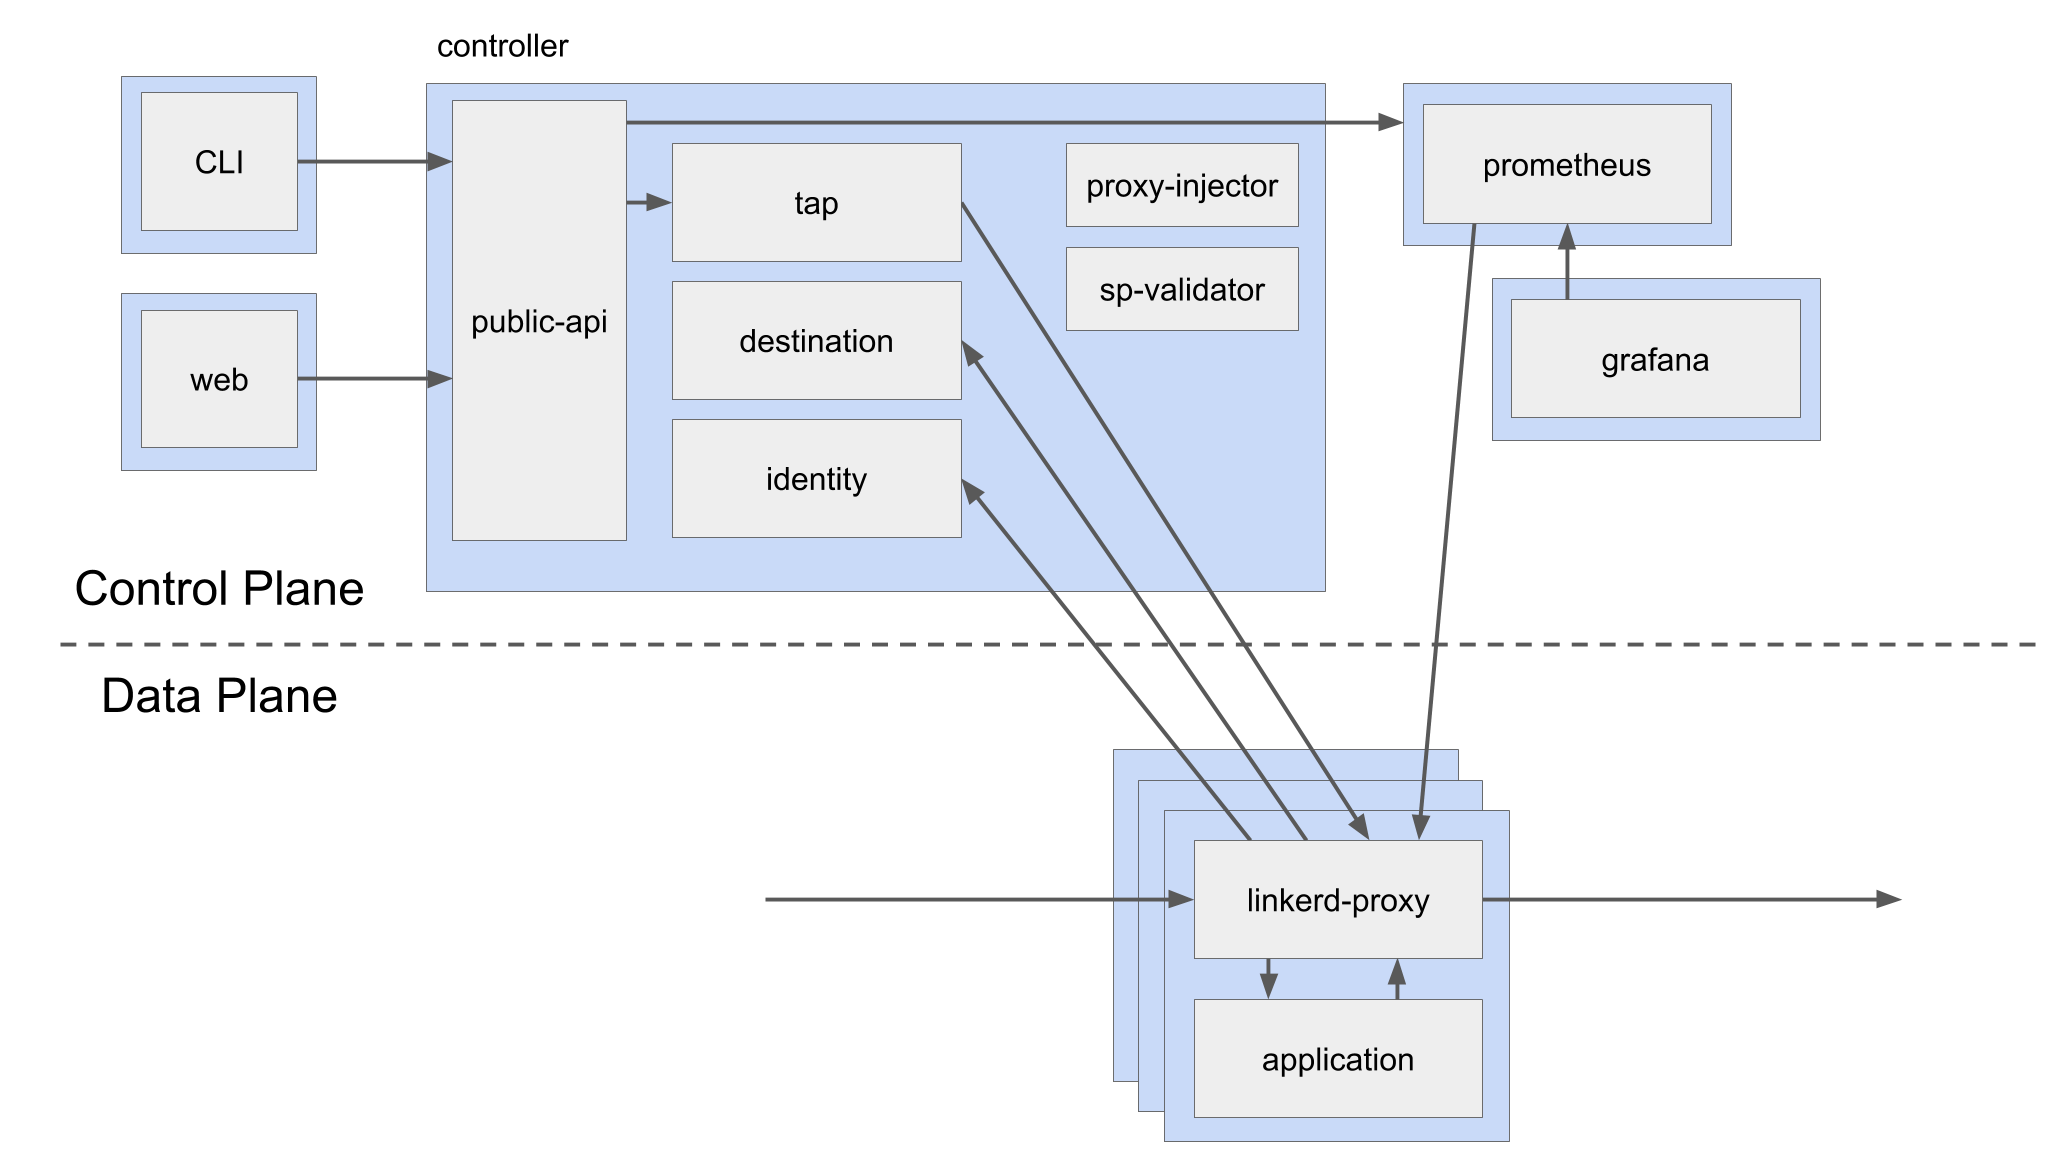 controller
CLI
web
public-api
tap
destination
identity
proxy-injector
sp-validator
prometheus
grafana
Control Plane
Data Plane
linkerd-proxy
application